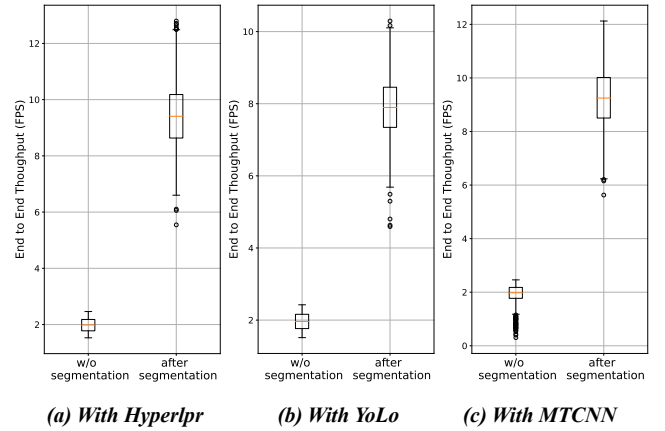 End to End Thoughput (FPS)
12
10
8
6
4
2
w/o
segmentation
after
segmentation
(a) With Hyperlpr
End to End Thoughput (FPS)
10
8
6
4
2
w/o
segmentation
after
segmentation
(b) With YoLo
End to End Thoughput (FPS)
12
10
8
6
4
2
0
w/o
segmentation
after
segmentation
(c) With MTCNN